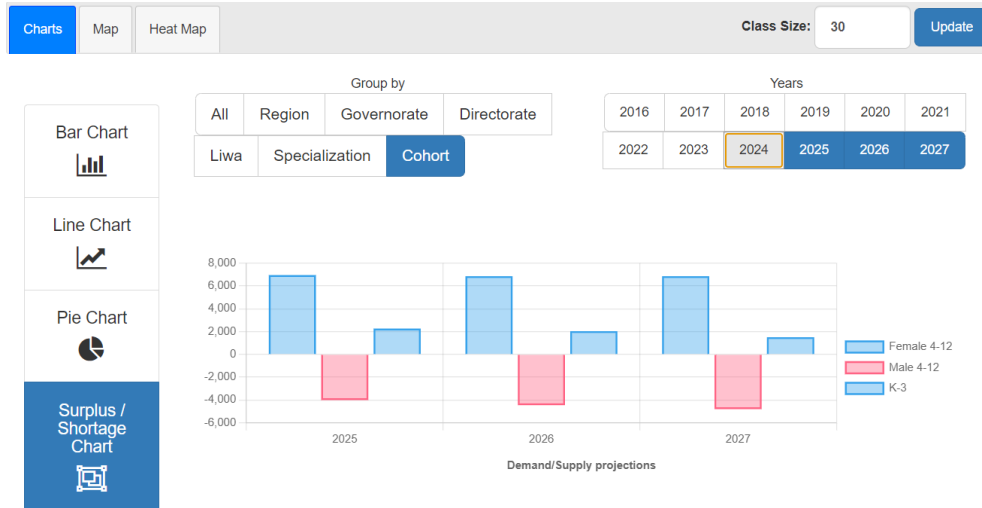 Charts Map Heat Map Class Size: 30 Update
Group by Years
All Region Governorate Directorate
Liwa Specialization Cohort
2016 2017 2018 2019 2020 2021
2022 2023 2024 2025 2026 2027
Bar Chart
Line Chart
Pie Chart
Surplus /
Shortage
Chart
8,000
6,000
4,000
2,000
0
-2,000
-4,000
-6,000
2025 2026 2027
Demand/Supply projections
Female 4-12
Male 4-12
K-3